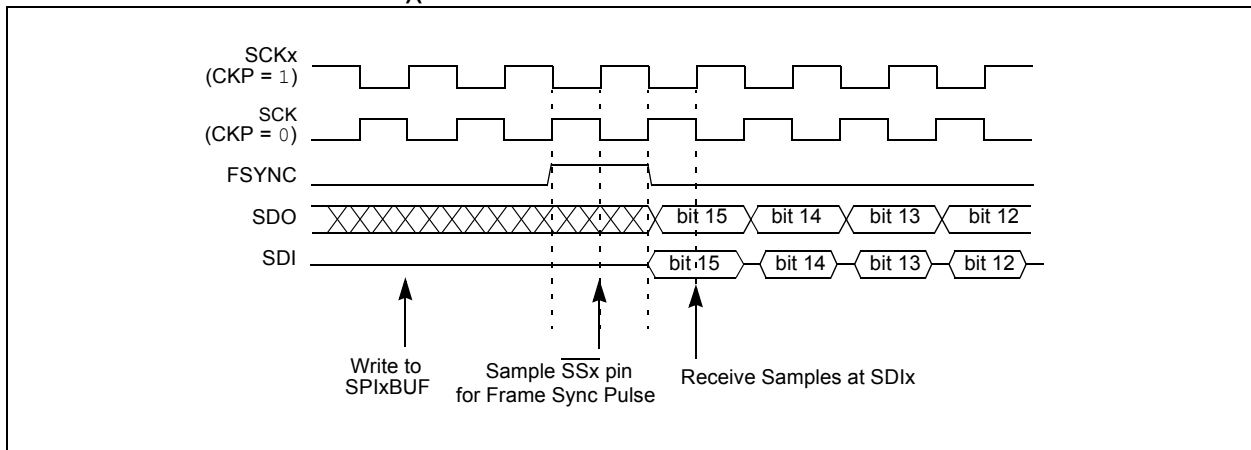 SCKx
(CKP = 1)
SCK
(CKP = 0)
FSYNC
SDO bit 15 bit 14 bit 13 bit 12
SDI bit 15 bit 14 bit 13 bit 12
Write to
SPIxBUF
Sample SSx pin
for Frame Sync Pulse
Receive Samples at SDIx